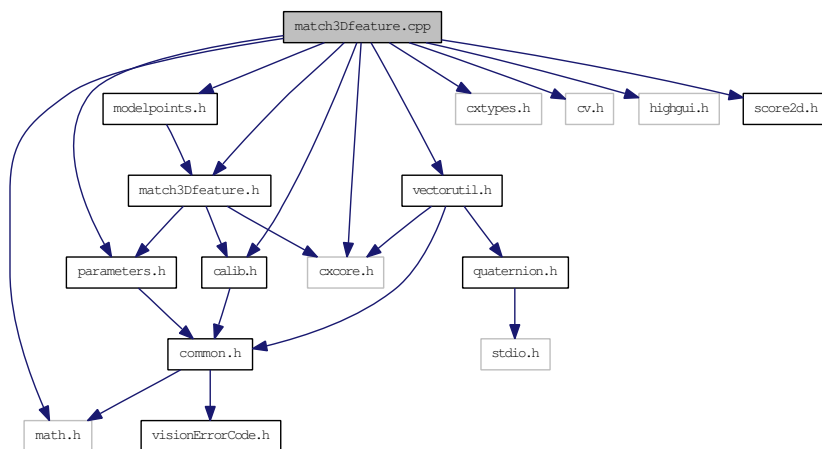 match3Dfeature.cpp
modelpoints.h
cxtypes.h
cv.h
highgui.h
score2d.h
match3Dfeature.h
vectorutil.h
parameters.h
calib.h
cxcore.h
quaternion.h
common.h
stdio.h
math.h
visionErrorCode.h